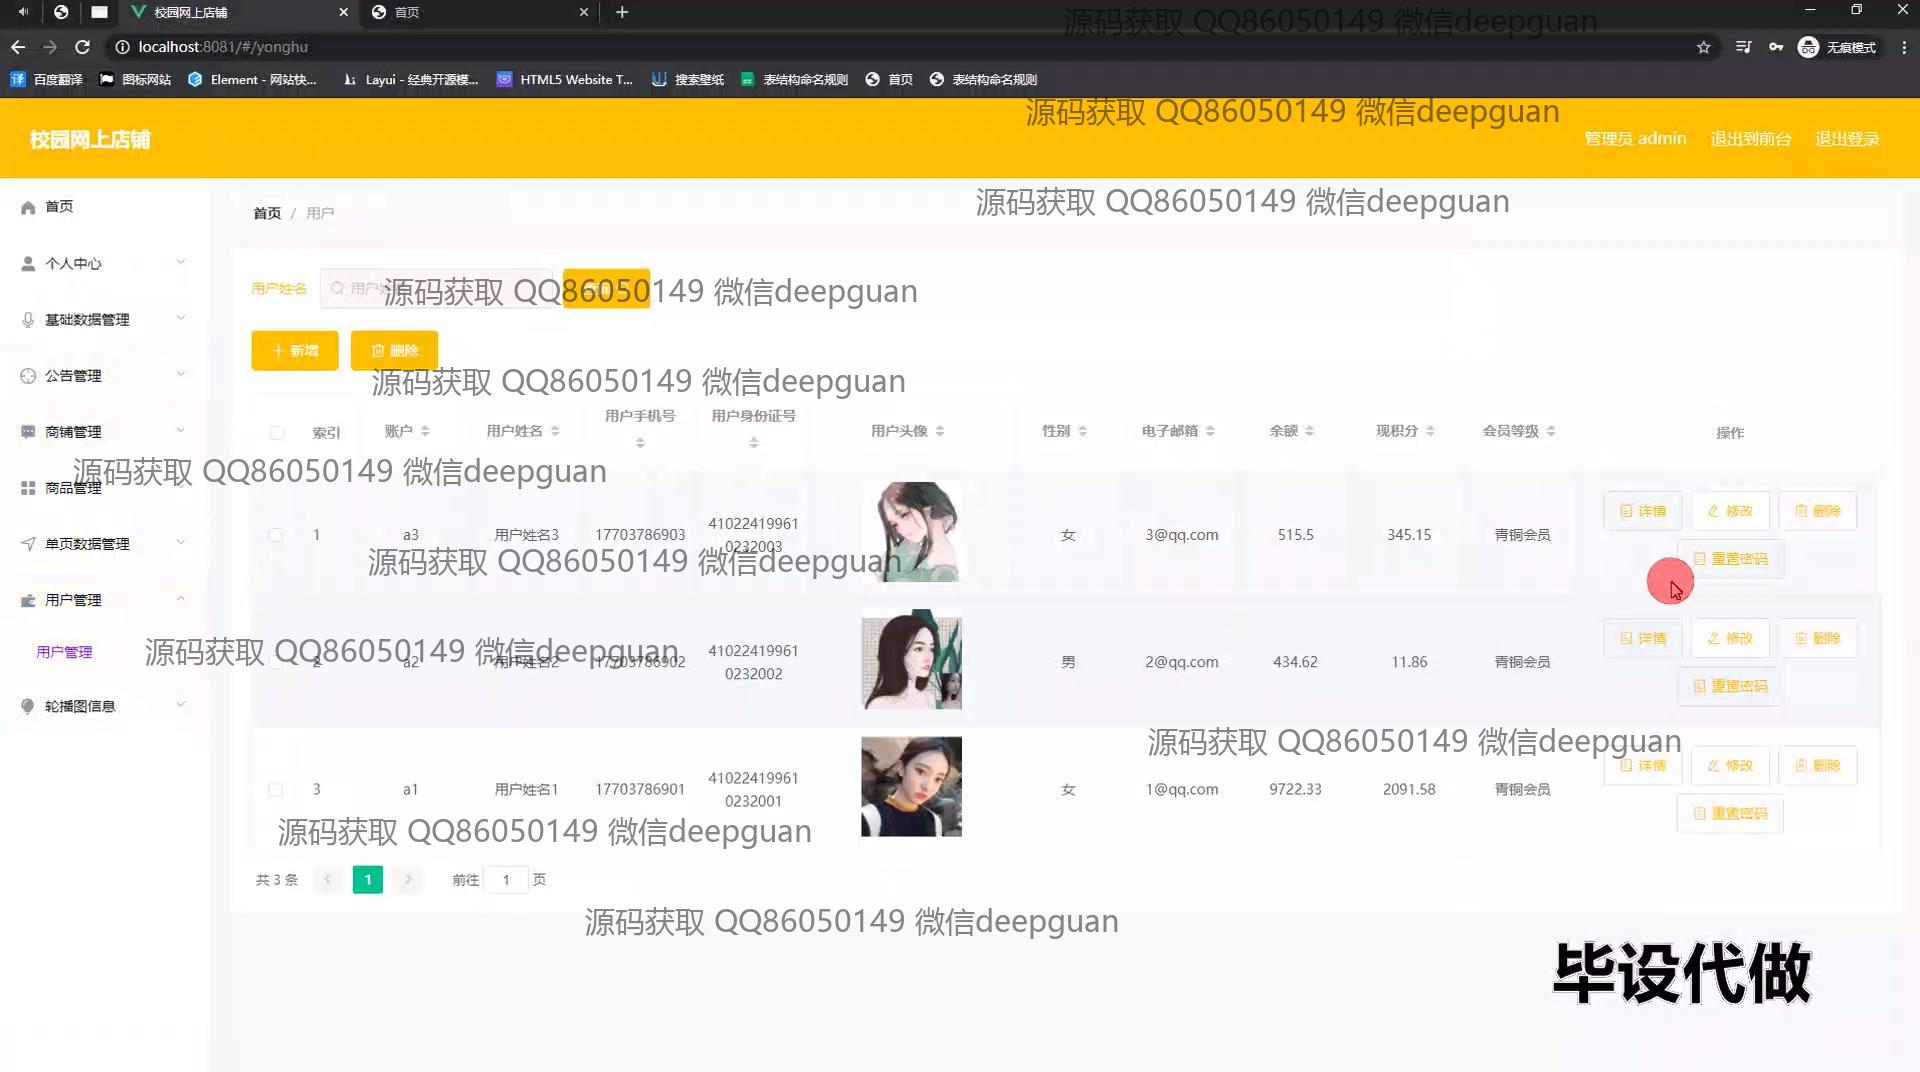 校园网上店铺
首页
localhost:8081/#/yonghu
无痕模式
百度翻译
图标网站
Element - 网站快...
Layui - 经典开源模...
HTML5 Website T...
搜索壁纸
表结构命名规则
首页
表结构命名规则
源码获取 QQ86050149 微信deepguan
源码获取 QQ86050149 微信deepguan
校园网上店铺
管理员 admin
退出到前台
退出登录
首页
个人中心
基础数据管理
公告管理
商铺管理
商品管理
单页数据管理
用户管理
用户管理
轮播图信息
首页 / 用户
源码获取 QQ86050149 微信deepguan
用户姓名
源码获取 QQ86050149 微信deepguan
新增
删除
源码获取 QQ86050149 微信deepguan
索引 账户 用户姓名 用户手机号 用户身份证号 用户头像 性别 电子邮箱 余额 现积分 会员等级 操作
源码获取 QQ86050149 微信deepguan
1 a3 用户姓名3 17703786903 41022419961 女 3@qq.com 515.5 345.15 青铜会员 详情 修改 删除
0232003 重置密码
源码获取 QQ86050149 微信deepguan
2 a2 用户姓名2 17703786902 41022419961 男 2@qq.com 434.62 11.86 青铜会员 详情 修改 删除
0232002 重置密码
源码获取 QQ86050149 微信deepguan
源码获取 QQ86050149 微信deepguan
3 a1 用户姓名1 17703786901 41022419961 女 1@qq.com 9722.33 2091.58 青铜会员 详情 修改 删除
0232001 重置密码
源码获取 QQ86050149 微信deepguan
共 3 条 1 前往 1 页
源码获取 QQ86050149 微信deepguan
毕设代做